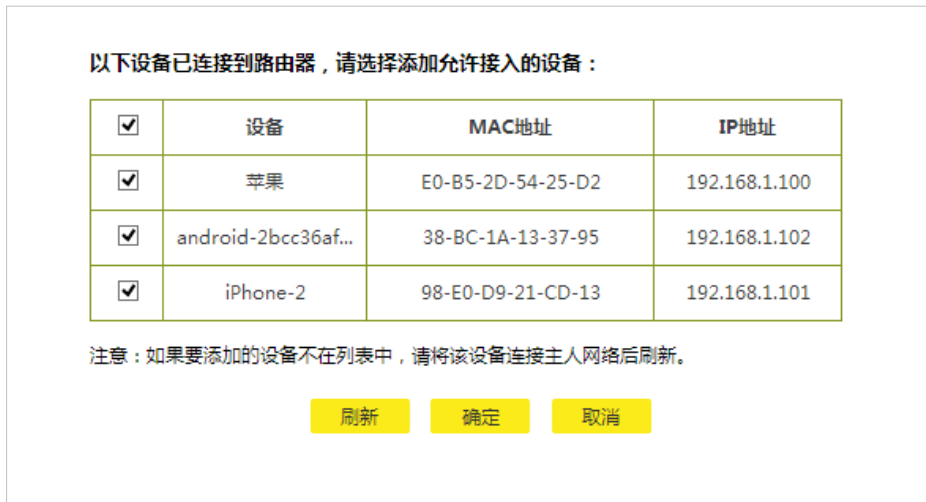 以下设备已连接到路由器，请选择添加允许接入的设备：
设备 MAC地址 IP地址
苹果 E0-B5-2D-54-25-D2 192.168.1.100
android-2bcc36af... 38-BC-1A-13-37-95 192.168.1.102
iPhone-2 98-E0-D9-21-CD-13 192.168.1.101
注意：如果要添加的设备不在列表中，请将该设备连接主人网络后刷新。
刷新 确定 取消